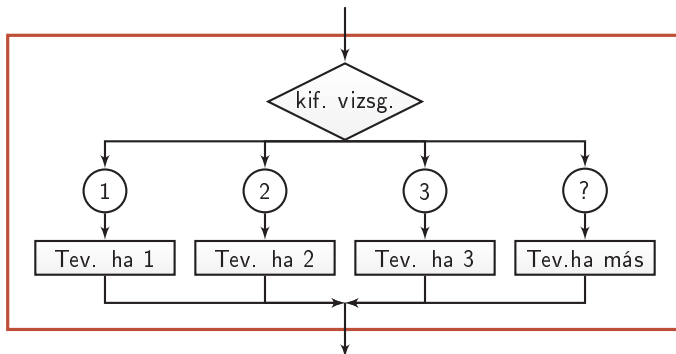 kif. vizsg.
1
2
3
?
Tev. ha 1
Tev. ha 2
Tev. ha 3
Tev.ha más